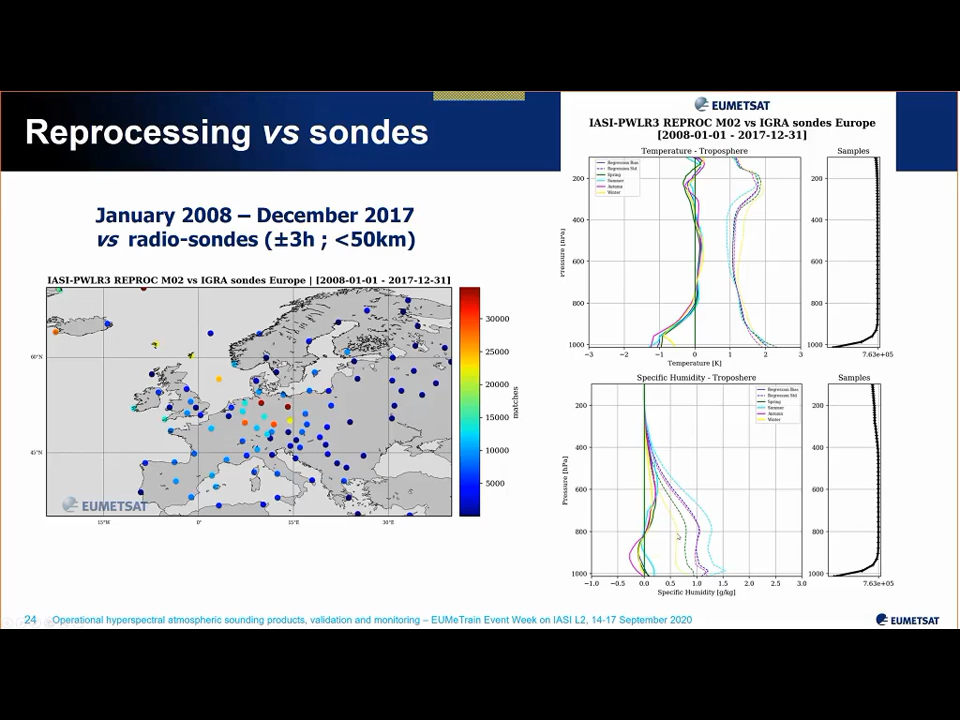 Reprocessing vs sondes
January 2008 – December 2017
vs radio-sondes (±3h ; <50km)
IASI-PWLR3 REPROC M02 vs IGRA sondes Europe | [2008-01-01 - 2017-12-31]
60°N
45°N
15°W
0°
15°E
30°E
EUMETSAT
30000
25000
20000
15000
10000
5000
matches
EUMETSAT
IASI-PWLR3 REPROC M02 vs IGRA sondes Europe
[2008-01-01 - 2017-12-31]
Temperature - Troposphere
Samples
Regression Bias
Regression Std
Spring
Summer
Autumn
Winter
200
400
600
800
1000
Pressure [hPa]
−3
−2
−1
0
1
2
3
Temperature [K]
200
400
600
800
1000
7.63e+05
Specific Humidity - Troposhere
Samples
Regression Bias
Regression Std
Spring
Summer
Autumn
Winter
200
400
600
800
1000
Pressure [hPa]
−1.0
−0.5
0.0
0.5
1.0
1.5
2.0
2.5
3.0
Specific Humidity [g/kg]
200
400
600
800
1000
7.63e+05
24 Operational hyperspectral atmospheric sounding products, validation and monitoring – EUMeTrain Event Week on IASI L2, 14-17 September 2020
EUMETSAT